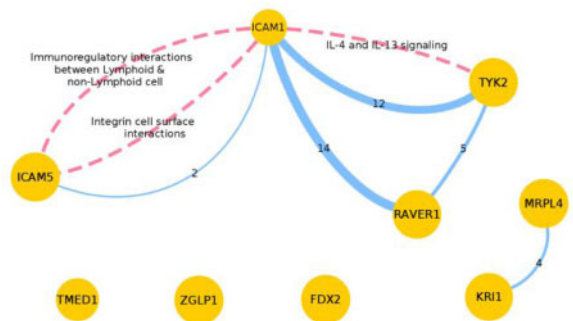 ICAM1
IL-4 and IL-13 signaling
Immunoregulatory interactions
between Lymphoid &
non-Lymphoid cell
TYK2
12
Integrin cell surface
interactions
14
5
2
ICAM5
RAVER1
MRPL4
4
TMED1
ZGLP1
FDX2
KRI1